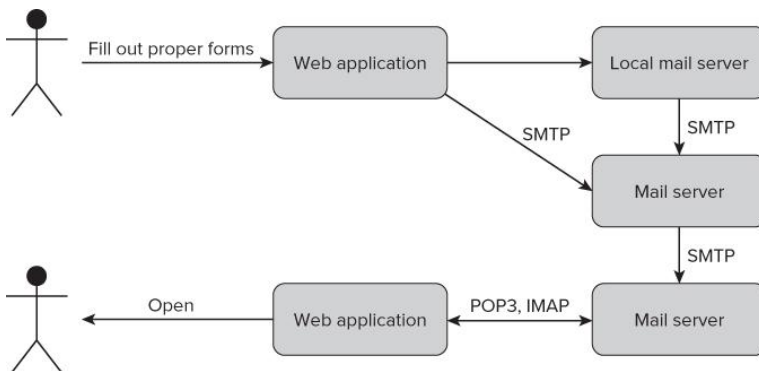 Fill out proper forms
Web application
Local mail server
SMTP
SMTP
Mail server
SMTP
Open
Web application
POP3, IMAP
Mail server